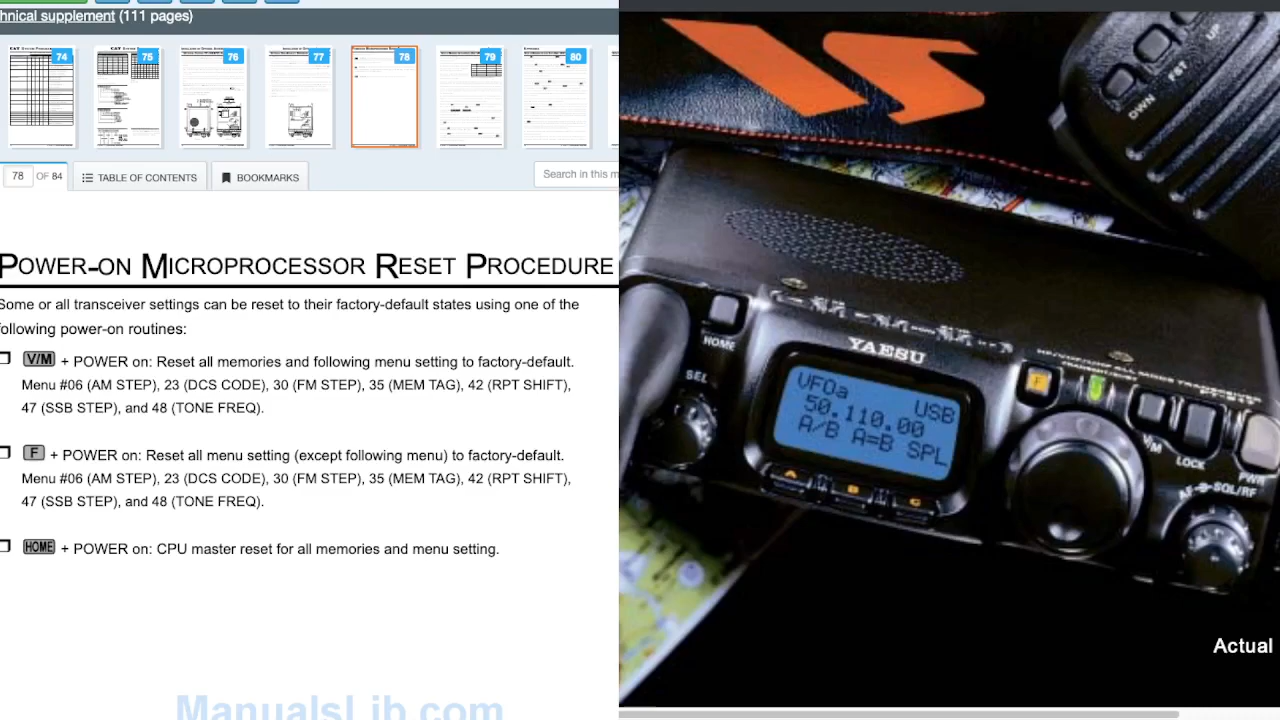 hnical supplement (111 pages)
74
75
76
77
78
79
80
78 OF 84
TABLE OF CONTENTS
BOOKMARKS
Search in this m
POWER-ON MICROPROCESSOR RESET PROCEDURE
Some or all transceiver settings can be reset to their factory-default states using one of the
following power-on routines:
V/M + POWER on: Reset all memories and following menu setting to factory-default.
Menu #06 (AM STEP), 23 (DCS CODE), 30 (FM STEP), 35 (MEM TAG), 42 (RPT SHIFT),
47 (SSB STEP), and 48 (TONE FREQ).
F + POWER on: Reset all menu setting (except following menu) to factory-default.
Menu #06 (AM STEP), 23 (DCS CODE), 30 (FM STEP), 35 (MEM TAG), 42 (RPT SHIFT),
47 (SSB STEP), and 48 (TONE FREQ).
HOME + POWER on: CPU master reset for all memories and menu setting.
ManualsLib.com
UP
FST
DWN
HOME
SEL
YAESU
VFOa USB
50.110.00
A/B A=B SPL
A
B
C
F
V/M
LOCK
PWR
SQL/RF
Actual